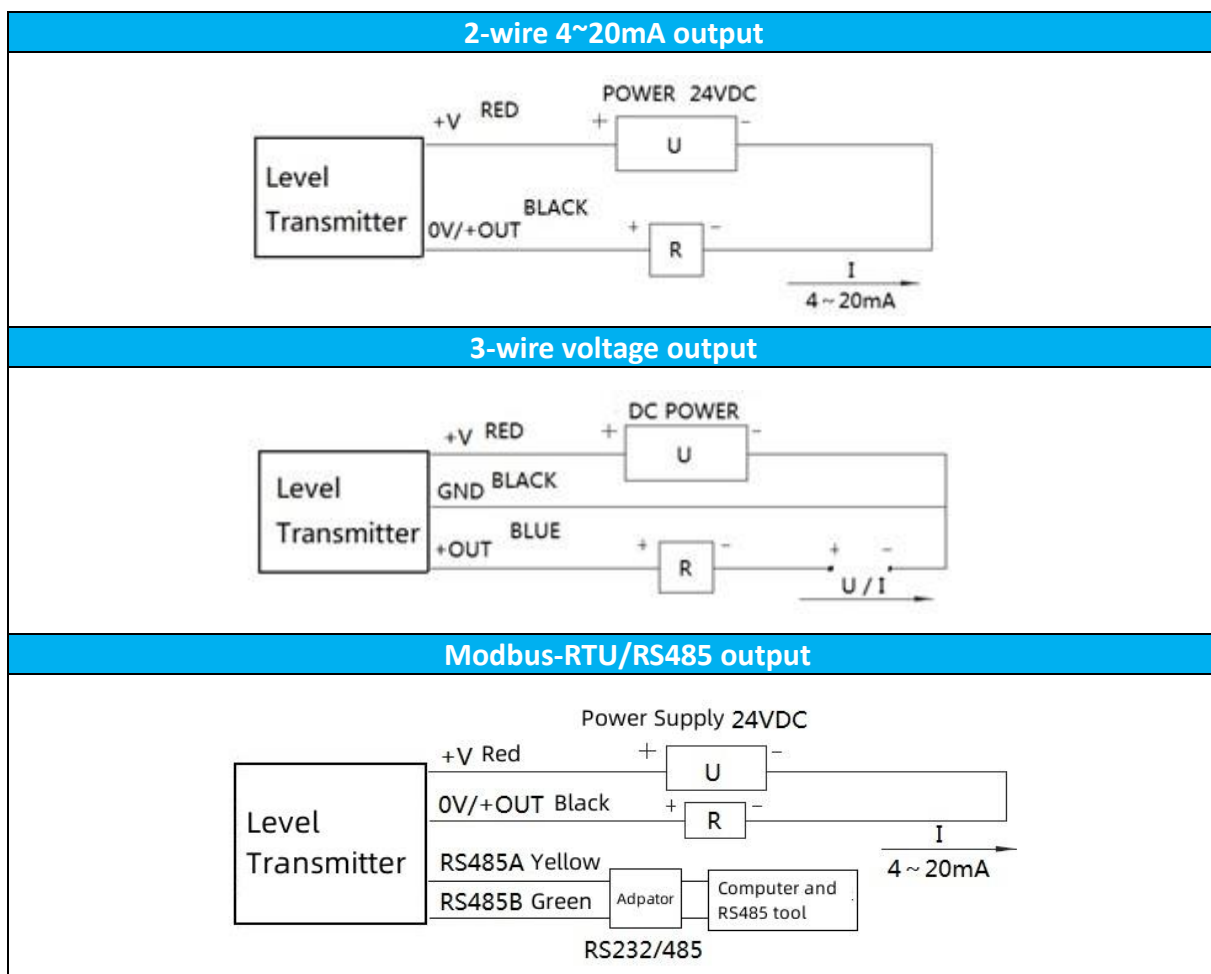 2-wire 4~20mA output
POWER 24VDC
+V RED + U -
Level
Transmitter
0V/+OUT BLACK + R -
I
4~20mA
3-wire voltage output
DC POWER
+V RED + U -
Level
Transmitter
GND BLACK
+OUT BLUE + R - + -
U / I
Modbus-RTU/RS485 output
Power Supply 24VDC
+V Red + U -
0V/+OUT Black + R -
Level
Transmitter
I
4~20mA
RS485A Yellow
RS485B Green
Adpator
Computer and
RS485 tool
RS232/485